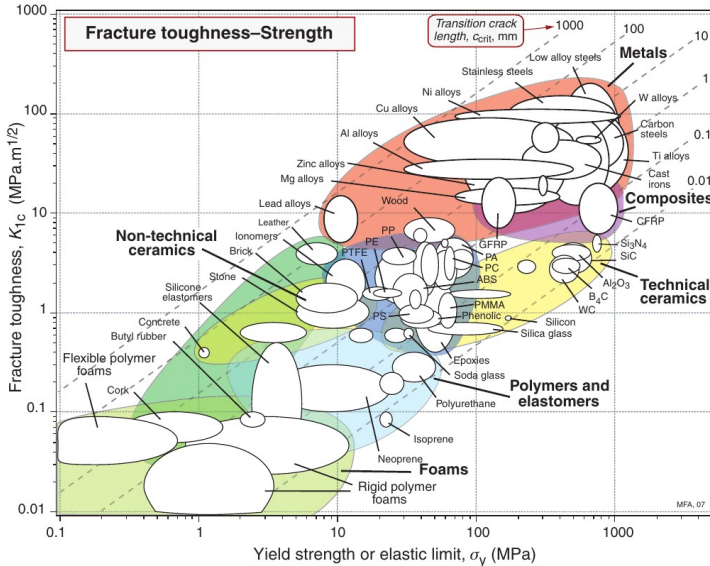 Fracture toughness–Strength
Transition crack
length, c_crit, mm
1000
100
10
1
0.1
0.01
Metals
Low alloy steels
Stainless steels
Ni alloys
W alloys
Cu alloys
Carbon
steels
Al alloys
Ti alloys
Zinc alloys
Cast
irons
Mg alloys
Composites
Lead alloys
Wood
CFRP
Leather
Non-technical
ceramics
Ionomers
PP
GFRP
PE
PA
Si3N4
PTFE
PC
SiC
Brick
ABS
Technical
ceramics
Stone
Al2O3
Silicone
elastomers
B4C
PMMA
WC
Concrete
PS
Phenolic
Silicon
Butyl rubber
Silica glass
Flexible polymer
foams
Epoxies
Soda glass
Polymers and
elastomers
Cork
Polyurethane
Isoprene
Neoprene
Foams
Rigid polymer
foams
MFA, 07
Fracture toughness, K1c (MPa.m^1/2)
1000
100
10
1
0.1
0.01
0.1
1
10
100
1000
Yield strength or elastic limit, σy (MPa)